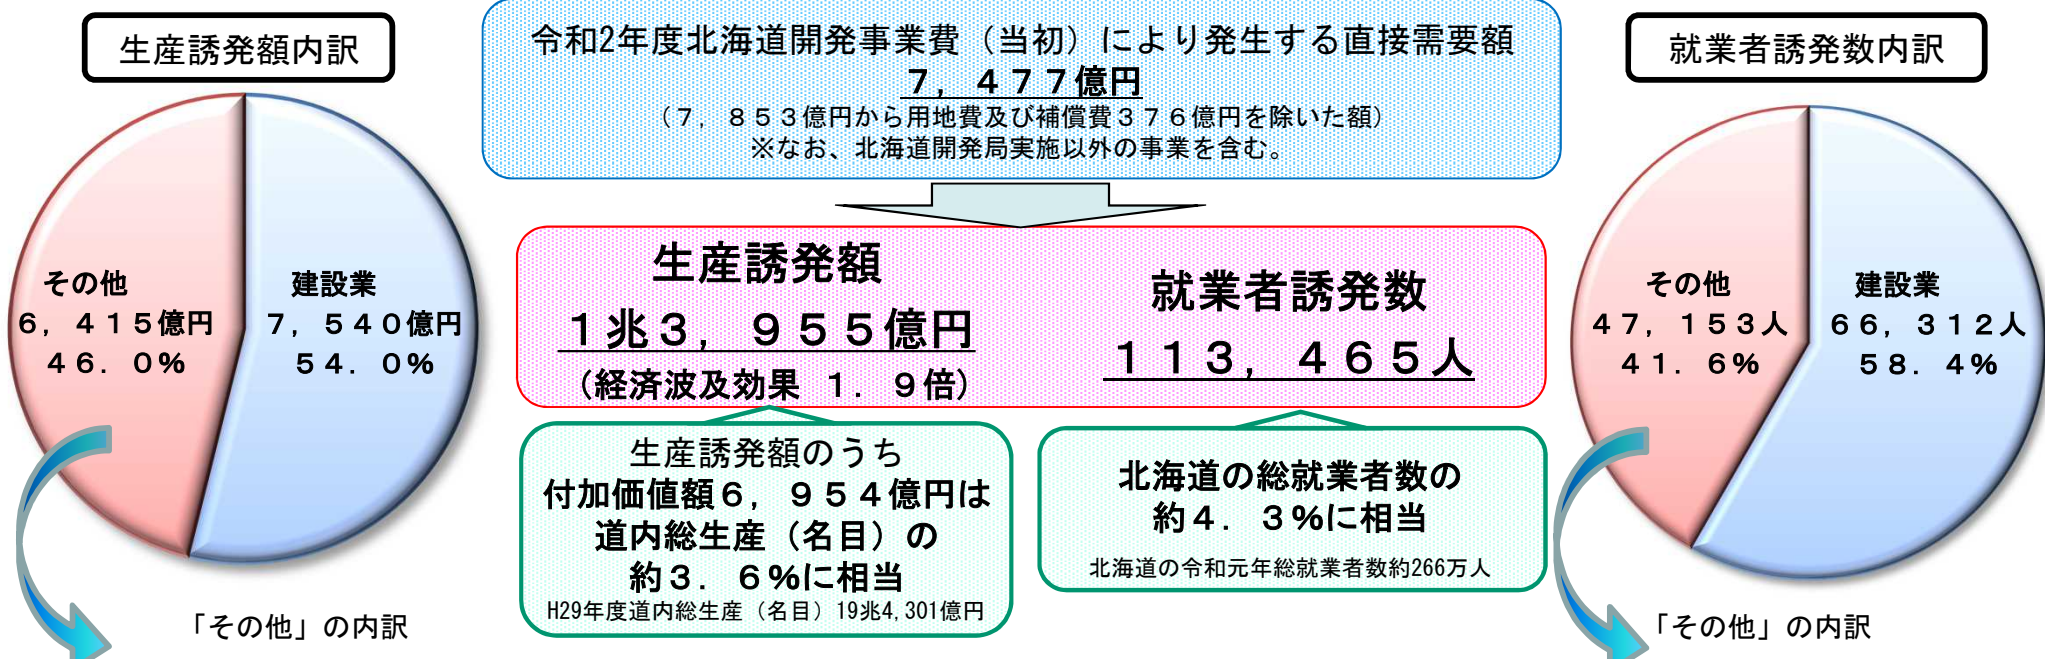 生産誘発額内訳
その他
６，４１５億円
４６．０％
建設業
７，５４０億円
５４．０％
「その他」の内訳
令和2年度北海道開発事業費（当初）により発生する直接需要額
７，４７７億円
（７，８５３億円から用地費及び補償費３７６億円を除いた額）
※なお、北海道開発局実施以外の事業を含む。
生産誘発額
１兆３，９５５億円
（経済波及効果　１．９倍）
就業者誘発数
１１３，４６５人
生産誘発額のうち
付加価値額６，９５４億円は
道内総生産（名目）の
約３．６％に相当
H29年度道内総生産（名目）19兆4,301億円
北海道の総就業者数の
約４．３％に相当
北海道の令和元年総就業者数約266万人
就業者誘発数内訳
その他
４７，１５３人
４１．６％
建設業
６６，３１２人
５８．４％
「その他」の内訳